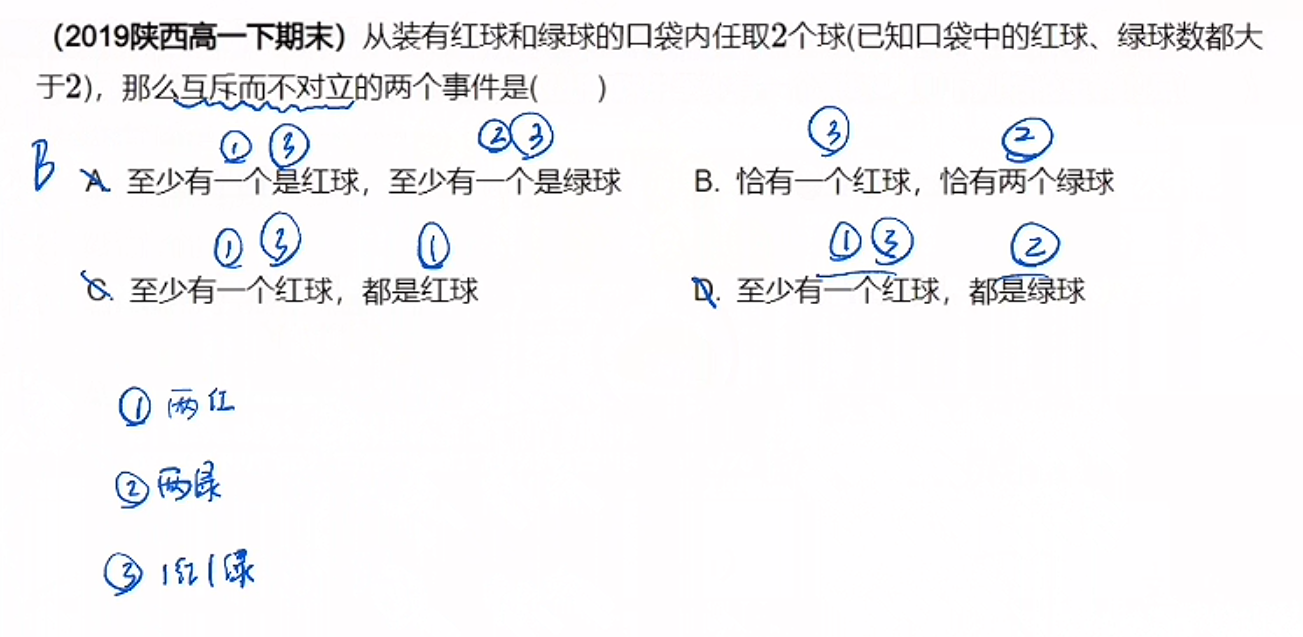 (2019陕西高一下期末)从装有红球和绿球的口袋内任取2个球(已知口袋中的红球、绿球数都大
于2)，那么互斥而不对立的两个事件是(　　)
① ③ ②③ ③ ②
B A. 至少有一个是红球，至少有一个是绿球 B. 恰有一个红球，恰有两个绿球
① ③ ① ① ③ ②
C. 至少有一个红球，都是红球 D. 至少有一个红球，都是绿球
① 两红
② 两绿
③ 1红1绿